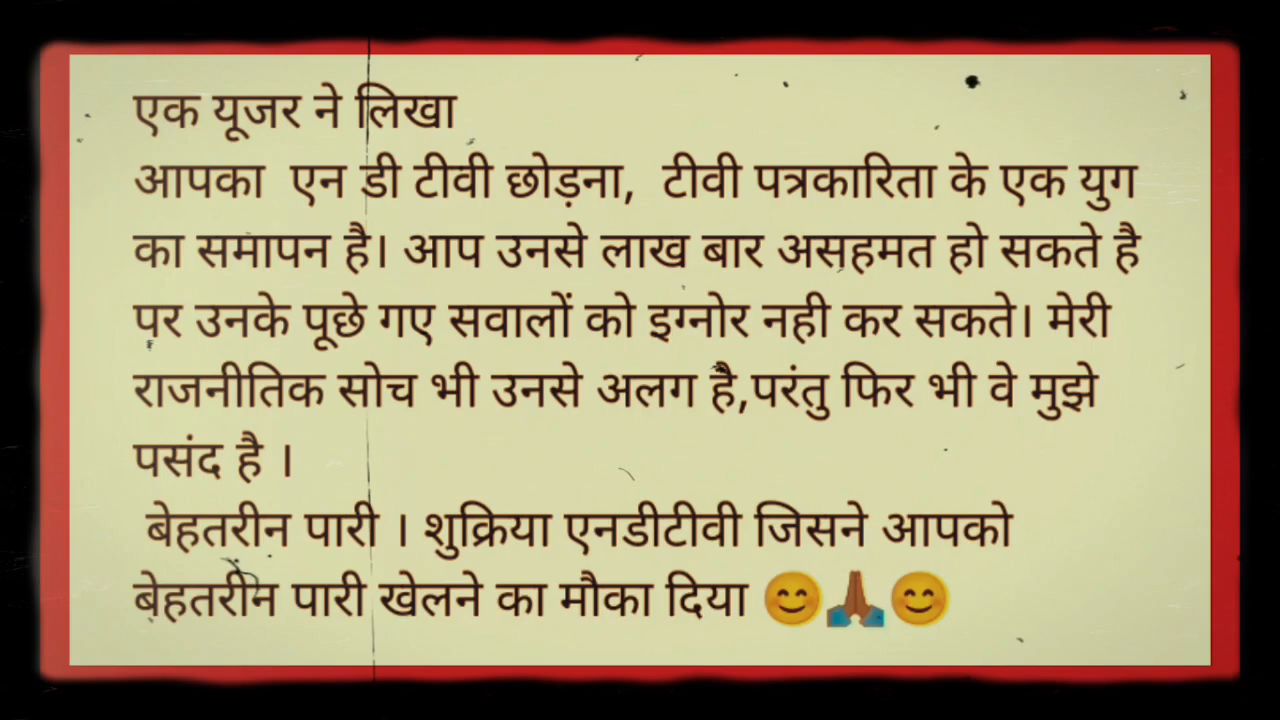 एक यूजर ने लिखा
आपका एन डी टीवी छोड़ना, टीवी पत्रकारिता के एक युग
का समापन है। आप उनसे लाख बार असहमत हो सकते है
पर उनके पूछे गए सवालों को इग्नोर नही कर सकते। मेरी
राजनीतिक सोच भी उनसे अलग है,परंतु फिर भी वे मुझे
पसंद है ।
बेहतरीन पारी । शुक्रिया एनडीटीवी जिसने आपको
बेहतरीन पारी खेलने का मौका दिया 😊🙏🏾😊